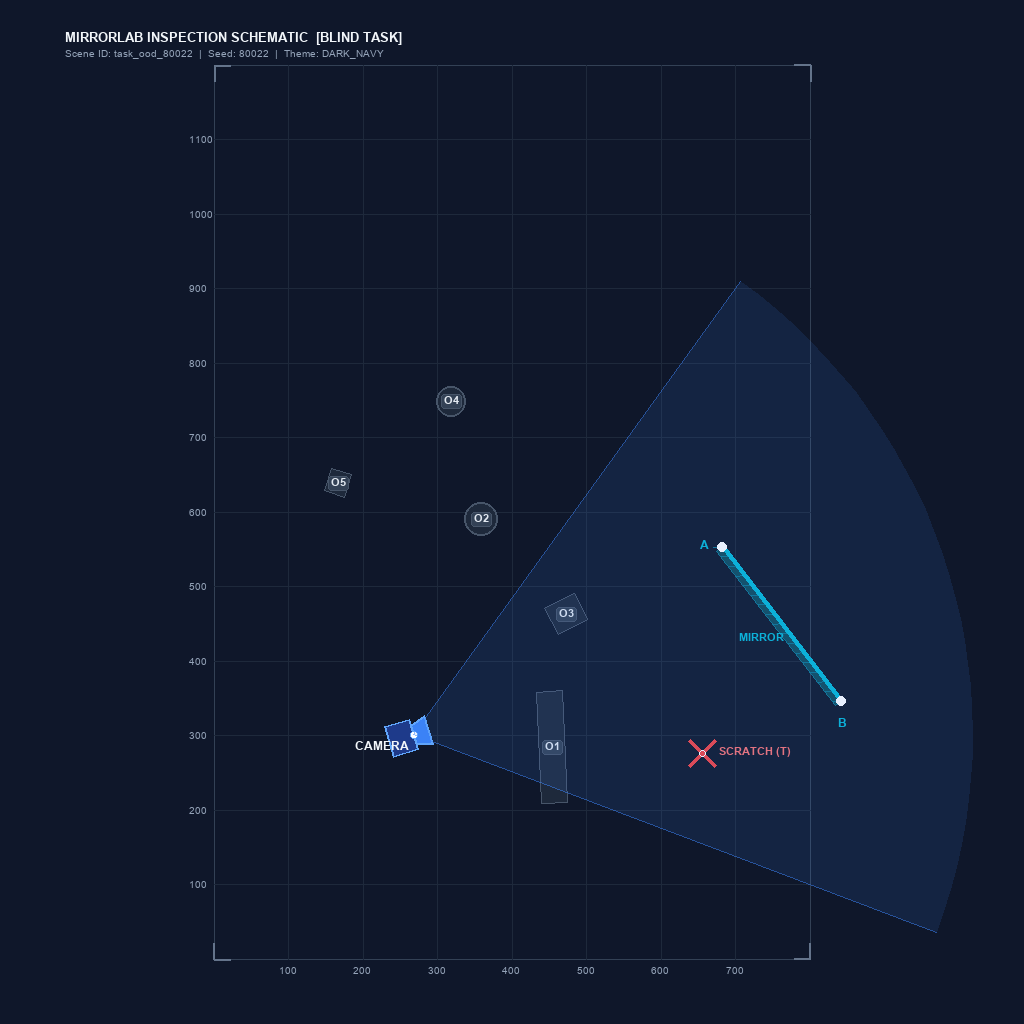 MIRRORLAB INSPECTION SCHEMATIC [BLIND TASK]
Scene ID: task_ood_80022 | Seed: 80022 | Theme: DARK_NAVY
1100
1000
900
800
700
600
500
400
300
200
100
O4
O5
O2
A
O3
MIRROR
B
CAMERA
O1
SCRATCH (T)
100
200
300
400
500
600
700